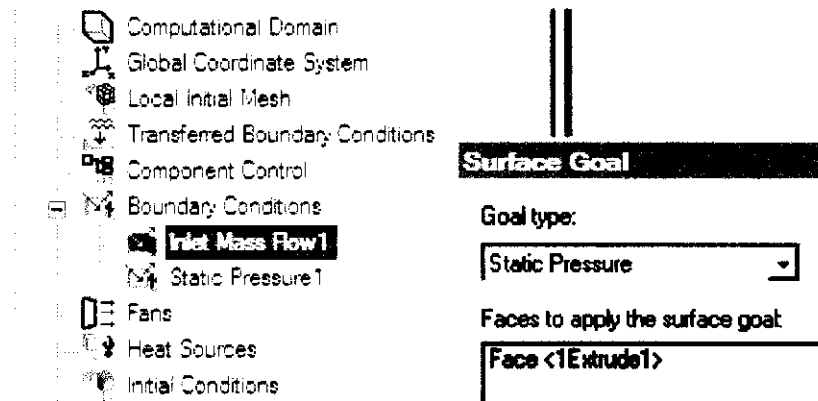 Computational Domain
Global Coordinate System
Local Initial Mesh
Transferred Boundary Conditions
Component Control
Boundary Conditions
Inlet Mass Flow1
Static Pressure1
Fans
Heat Sources
Initial Conditions
Surface Goal
Goal type:
Static Pressure
Faces to apply the surface goal:
Face <1Extrude1>